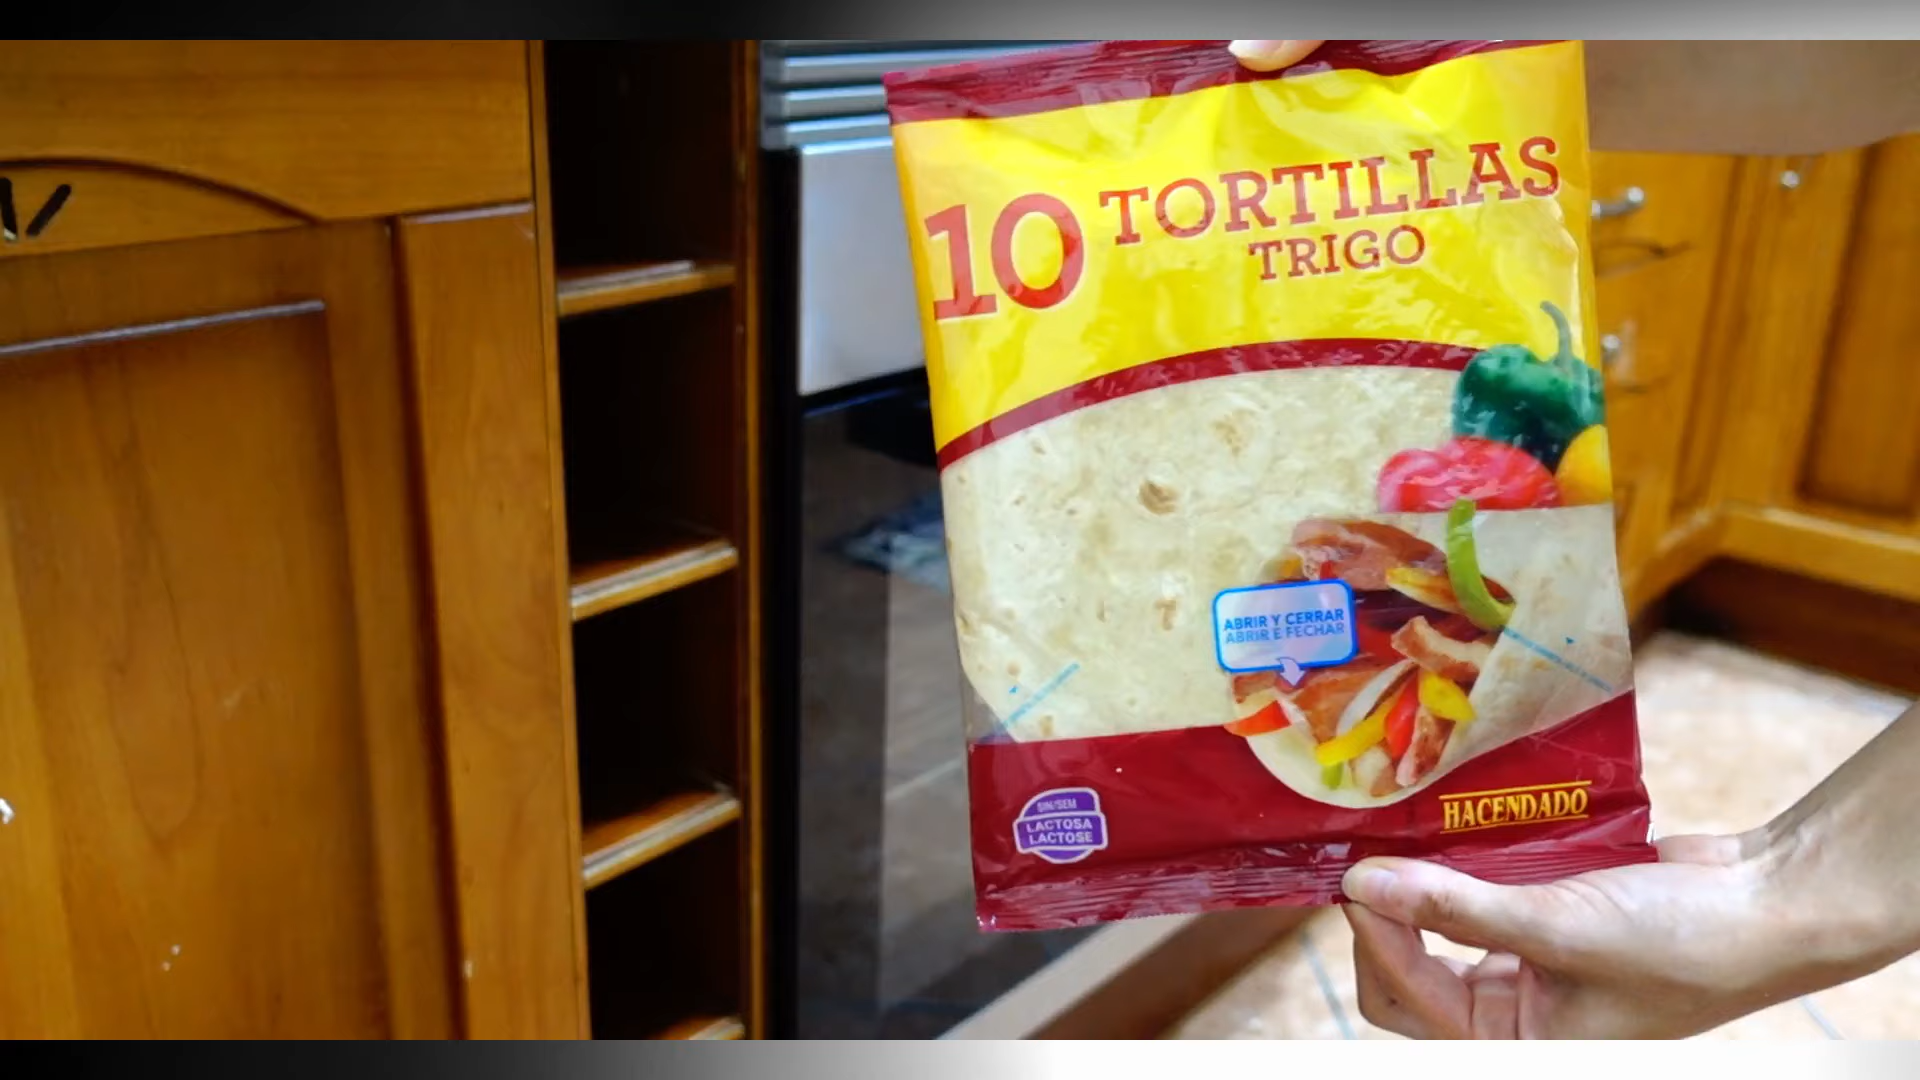 10 TORTILLAS
TRIGO
ABRIR Y CERRAR
ABRIR E FECHAR
SIN/SEM
LACTOSA
LACTOSE
HACENDADO